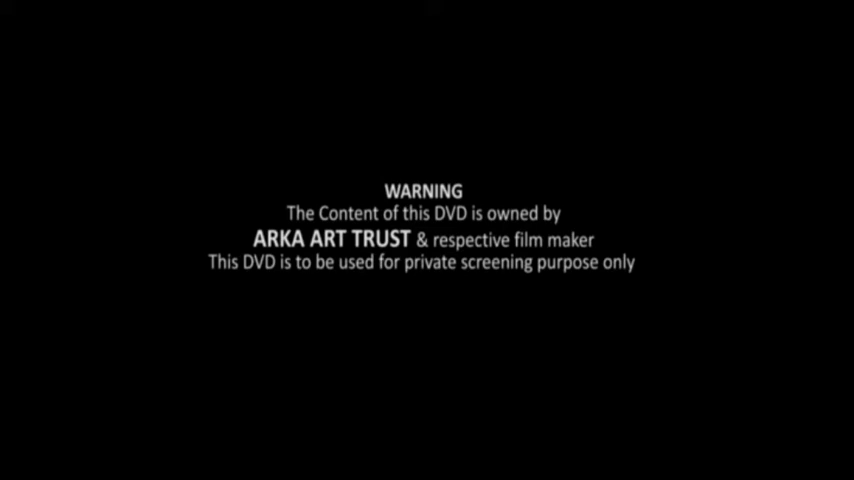 WARNING
The Content of this DVD is owned by
ARKA ART TRUST & respective film maker
This DVD is to be used for private screening purpose only